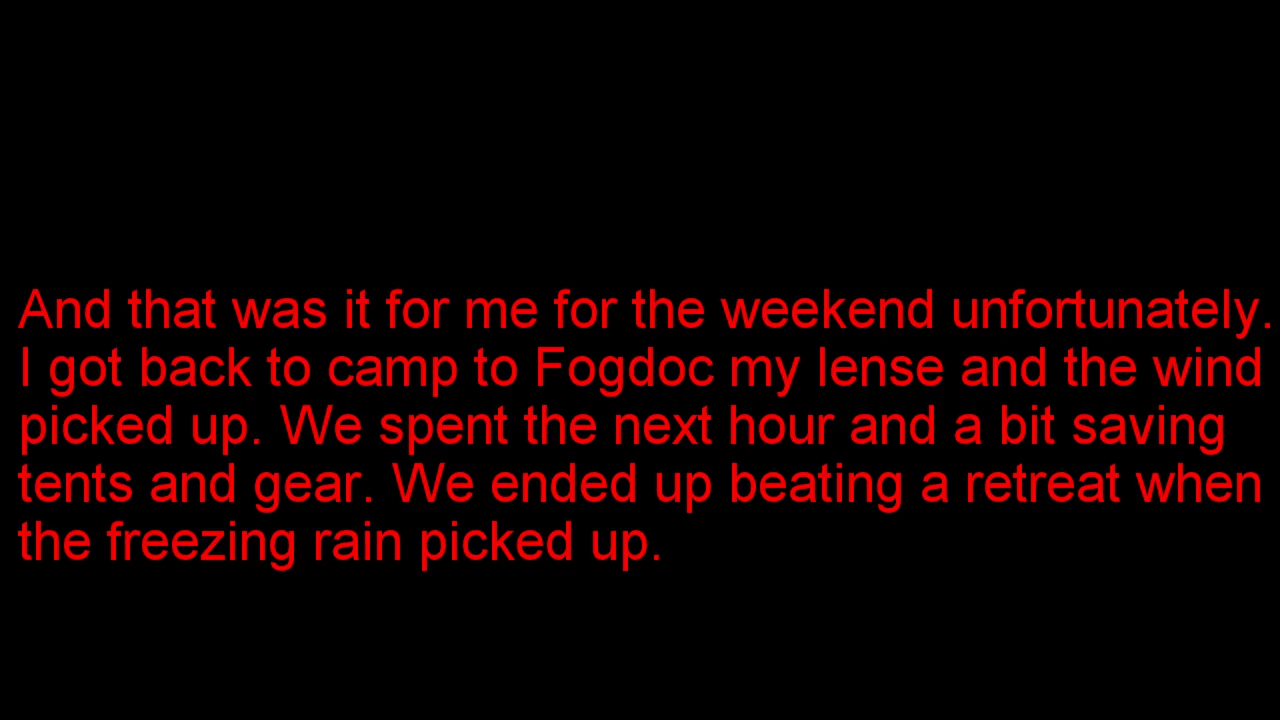 And that was it for me for the weekend unfortunately.
I got back to camp to Fogdoc my lense and the wind
picked up. We spent the next hour and a bit saving
tents and gear. We ended up beating a retreat when
the freezing rain picked up.